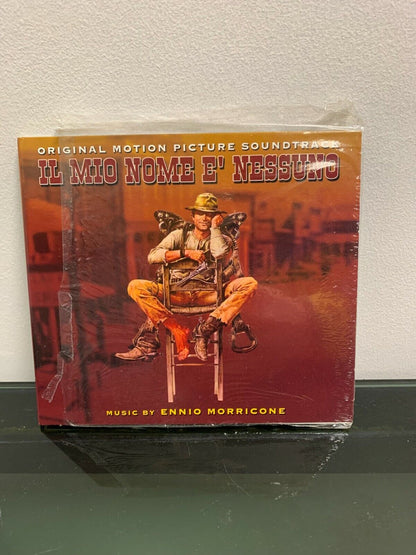 ORIGINAL MOTION PICTURE SOUNDTRACK
IL MIO NOME E' NESSUNO
MUSIC BY ENNIO MORRICONE